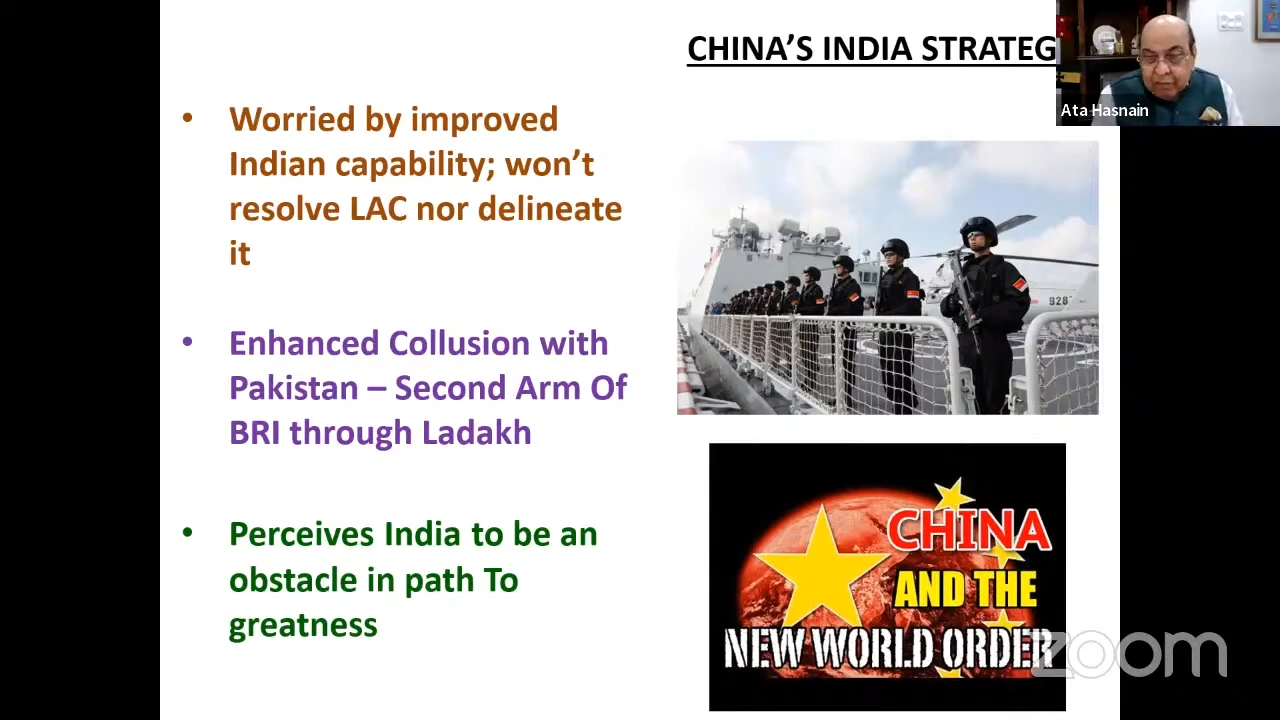 CHINA'S INDIA STRATEG
Ata Hasnain
• Worried by improved
Indian capability; won't
resolve LAC nor delineate
it
• Enhanced Collusion with
Pakistan – Second Arm Of
BRI through Ladakh
• Perceives India to be an
obstacle in path To
greatness
928
CHINA
AND THE
NEW WORLD ORDER
zoom